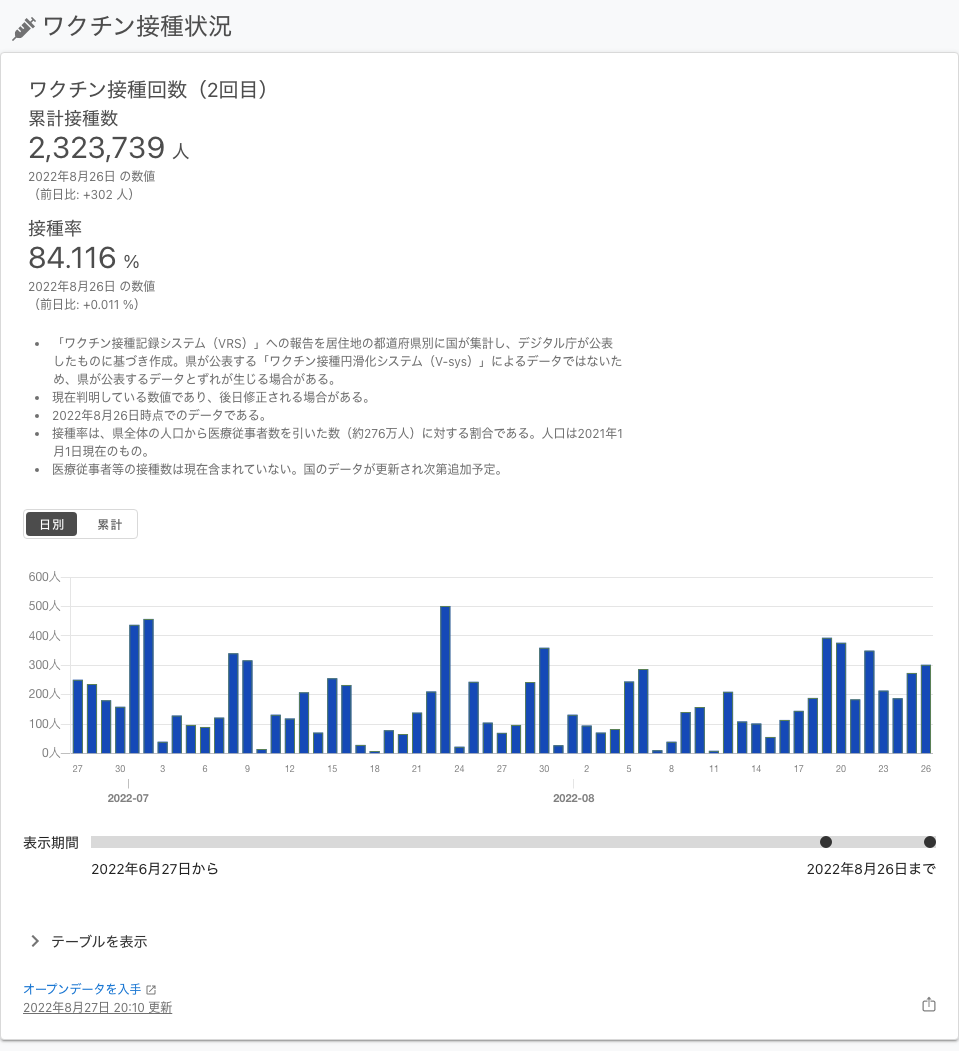 ワクチン接種状況
ワクチン接種回数（2回目）
累計接種数
2,323,739 人
2022年8月26日 の数値
（前日比: +302 人）
接種率
84.116 %
2022年8月26日 の数値
（前日比: +0.011 %）
• 「ワクチン接種記録システム（VRS）」への報告を居住地の都道府県別に国が集計し、デジタル庁が公表
したものに基づき作成。県が公表する「ワクチン接種円滑化システム（V-sys）」によるデータではないた
め、県が公表するデータとずれが生じる場合がある。
• 現在判明している数値であり、後日修正される場合がある。
• 2022年8月26日時点でのデータである。
• 接種率は、県全体の人口から医療従事者数を引いた数（約276万人）に対する割合である。人口は2021年1
月1日現在のもの。
• 医療従事者等の接種数は現在含まれていない。国のデータが更新され次第追加予定。
日別 累計
600人
500人
400人
300人
200人
100人
0人
27 30 3 6 9 12 15 18 21 24 27 30 2 5 8 11 14 17 20 23 26
2022-07 2022-08
表示期間
2022年6月27日から 2022年8月26日まで
テーブルを表示
オープンデータを入手
2022年8月27日 20:10 更新